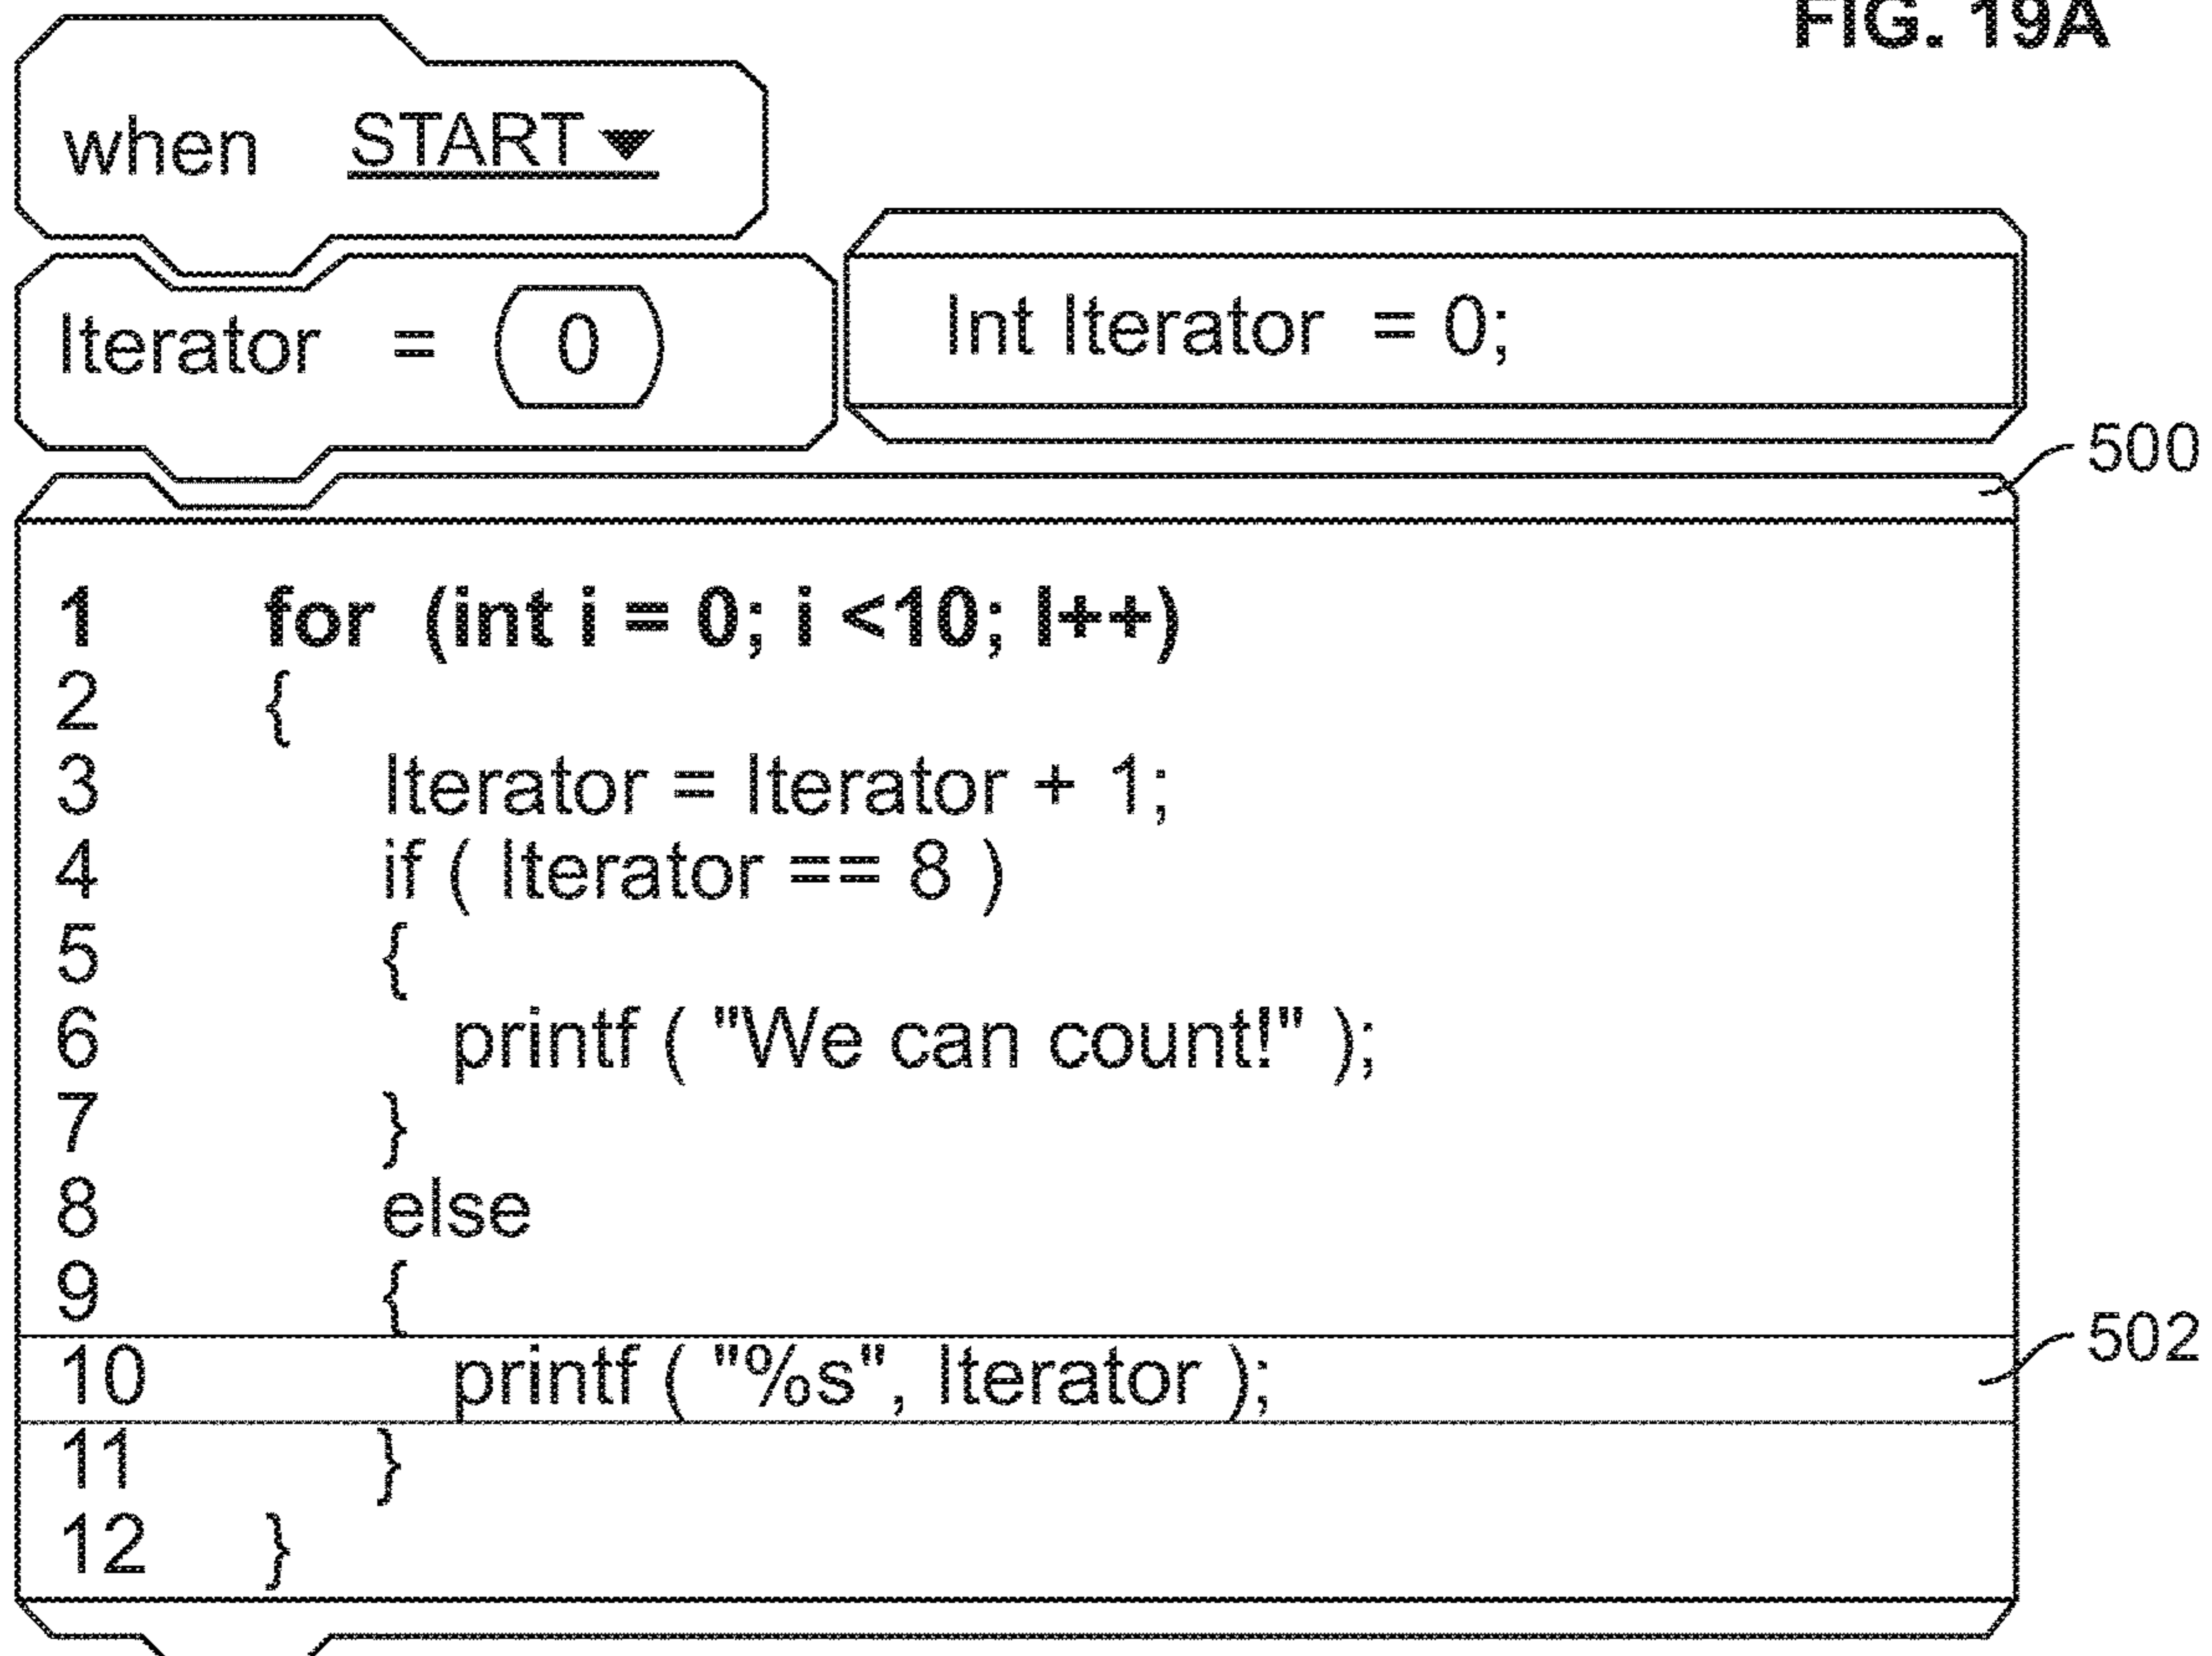 FIG. 19A
when START
Iterator = 0
Int Iterator = 0;
500
1 for (int i = 0; i <10; I++)
2 {
3 Iterator = Iterator + 1;
4 if ( Iterator == 8 )
5 {
6 printf ( "We can count!" );
7 }
8 else
9 {
10 printf ( "%s", Iterator );
502
11 }
12 }